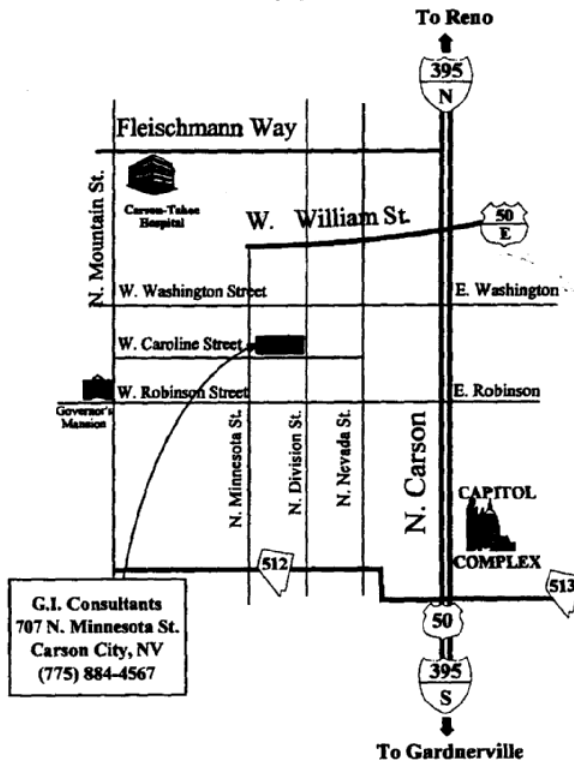 To Reno
395
N
Fleischmann Way
N. Mountain St.
Carson-Tahoe
Hospital
W. William St.
50
E
W. Washington Street
E. Washington
W. Caroline Street
W. Robinson Street
E. Robinson
Governor's
Mansion
N. Minnesota St.
N. Division St.
N. Nevada St.
N. Carson
CAPITOL
COMPLEX
512
513
G.I. Consultants
707 N. Minnesota St.
Carson City, NV
(775) 884-4567
50
395
S
To Gardnerville